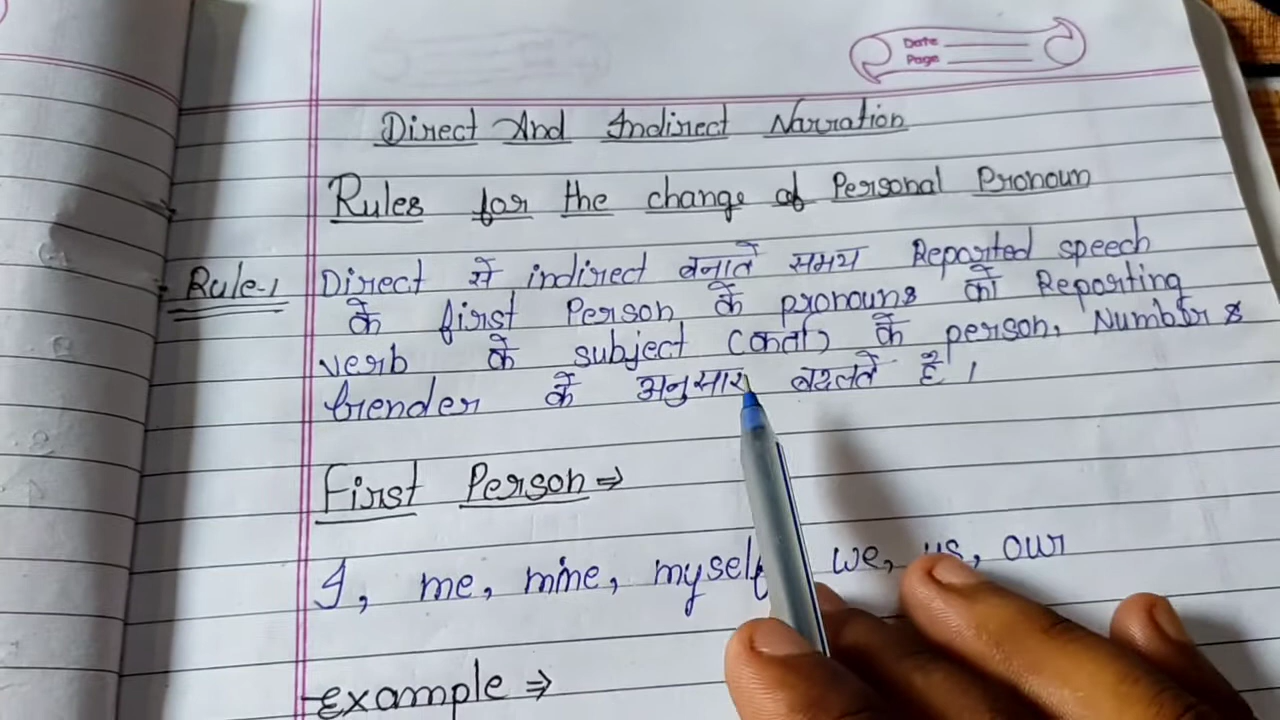 Date
Page
Direct And Indirect Narration
Rules for the change of Personal Pronoun
Rule-1 Direct से indirect बनाते समय Reported speech
के first Person के pronouns को Reporting
verb के subject (कर्ता) के person, Number &
Gender के अनुसार बदलते है।
First Person ⇒
I, me, mine, myself we, us, our
example ⇒